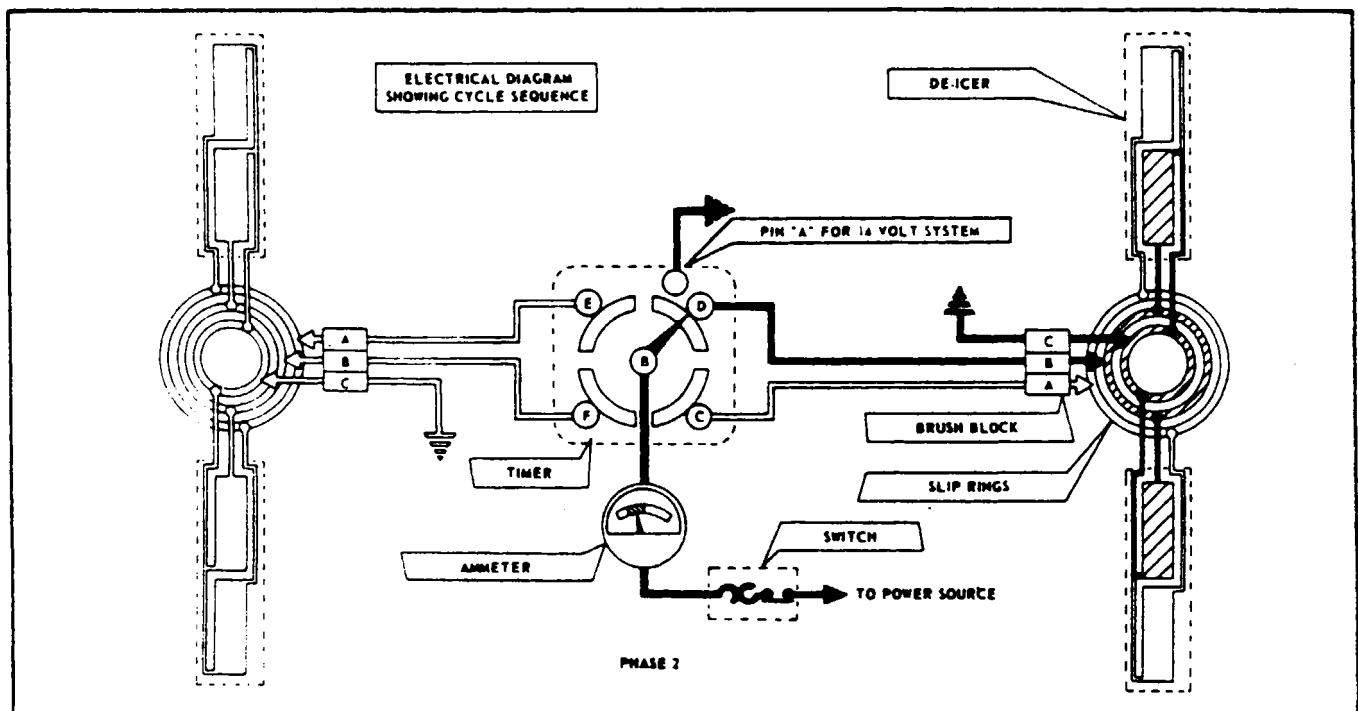 ELECTRICAL DIAGRAM
SHOWING CYCLE SEQUENCE
DE-ICER
PIN "A" FOR 14 VOLT SYSTEM
E
D
B
F
C
A
B
C
C
B
A
BRUSH BLOCK
TIMER
SLIP RINGS
SWITCH
AMMETER
TO POWER SOURCE
PHASE 2